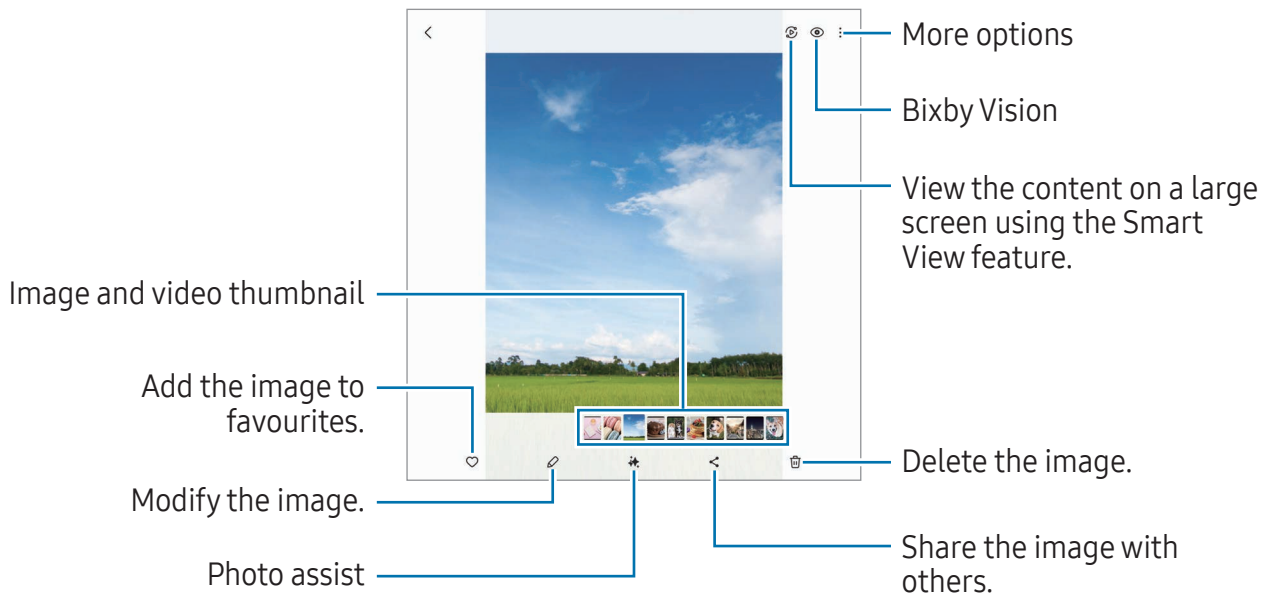 More options
Bixby Vision
View the content on a large
screen using the Smart
View feature.
Image and video thumbnail
Add the image to
favourites.
Modify the image.
Delete the image.
Photo assist
Share the image with
others.